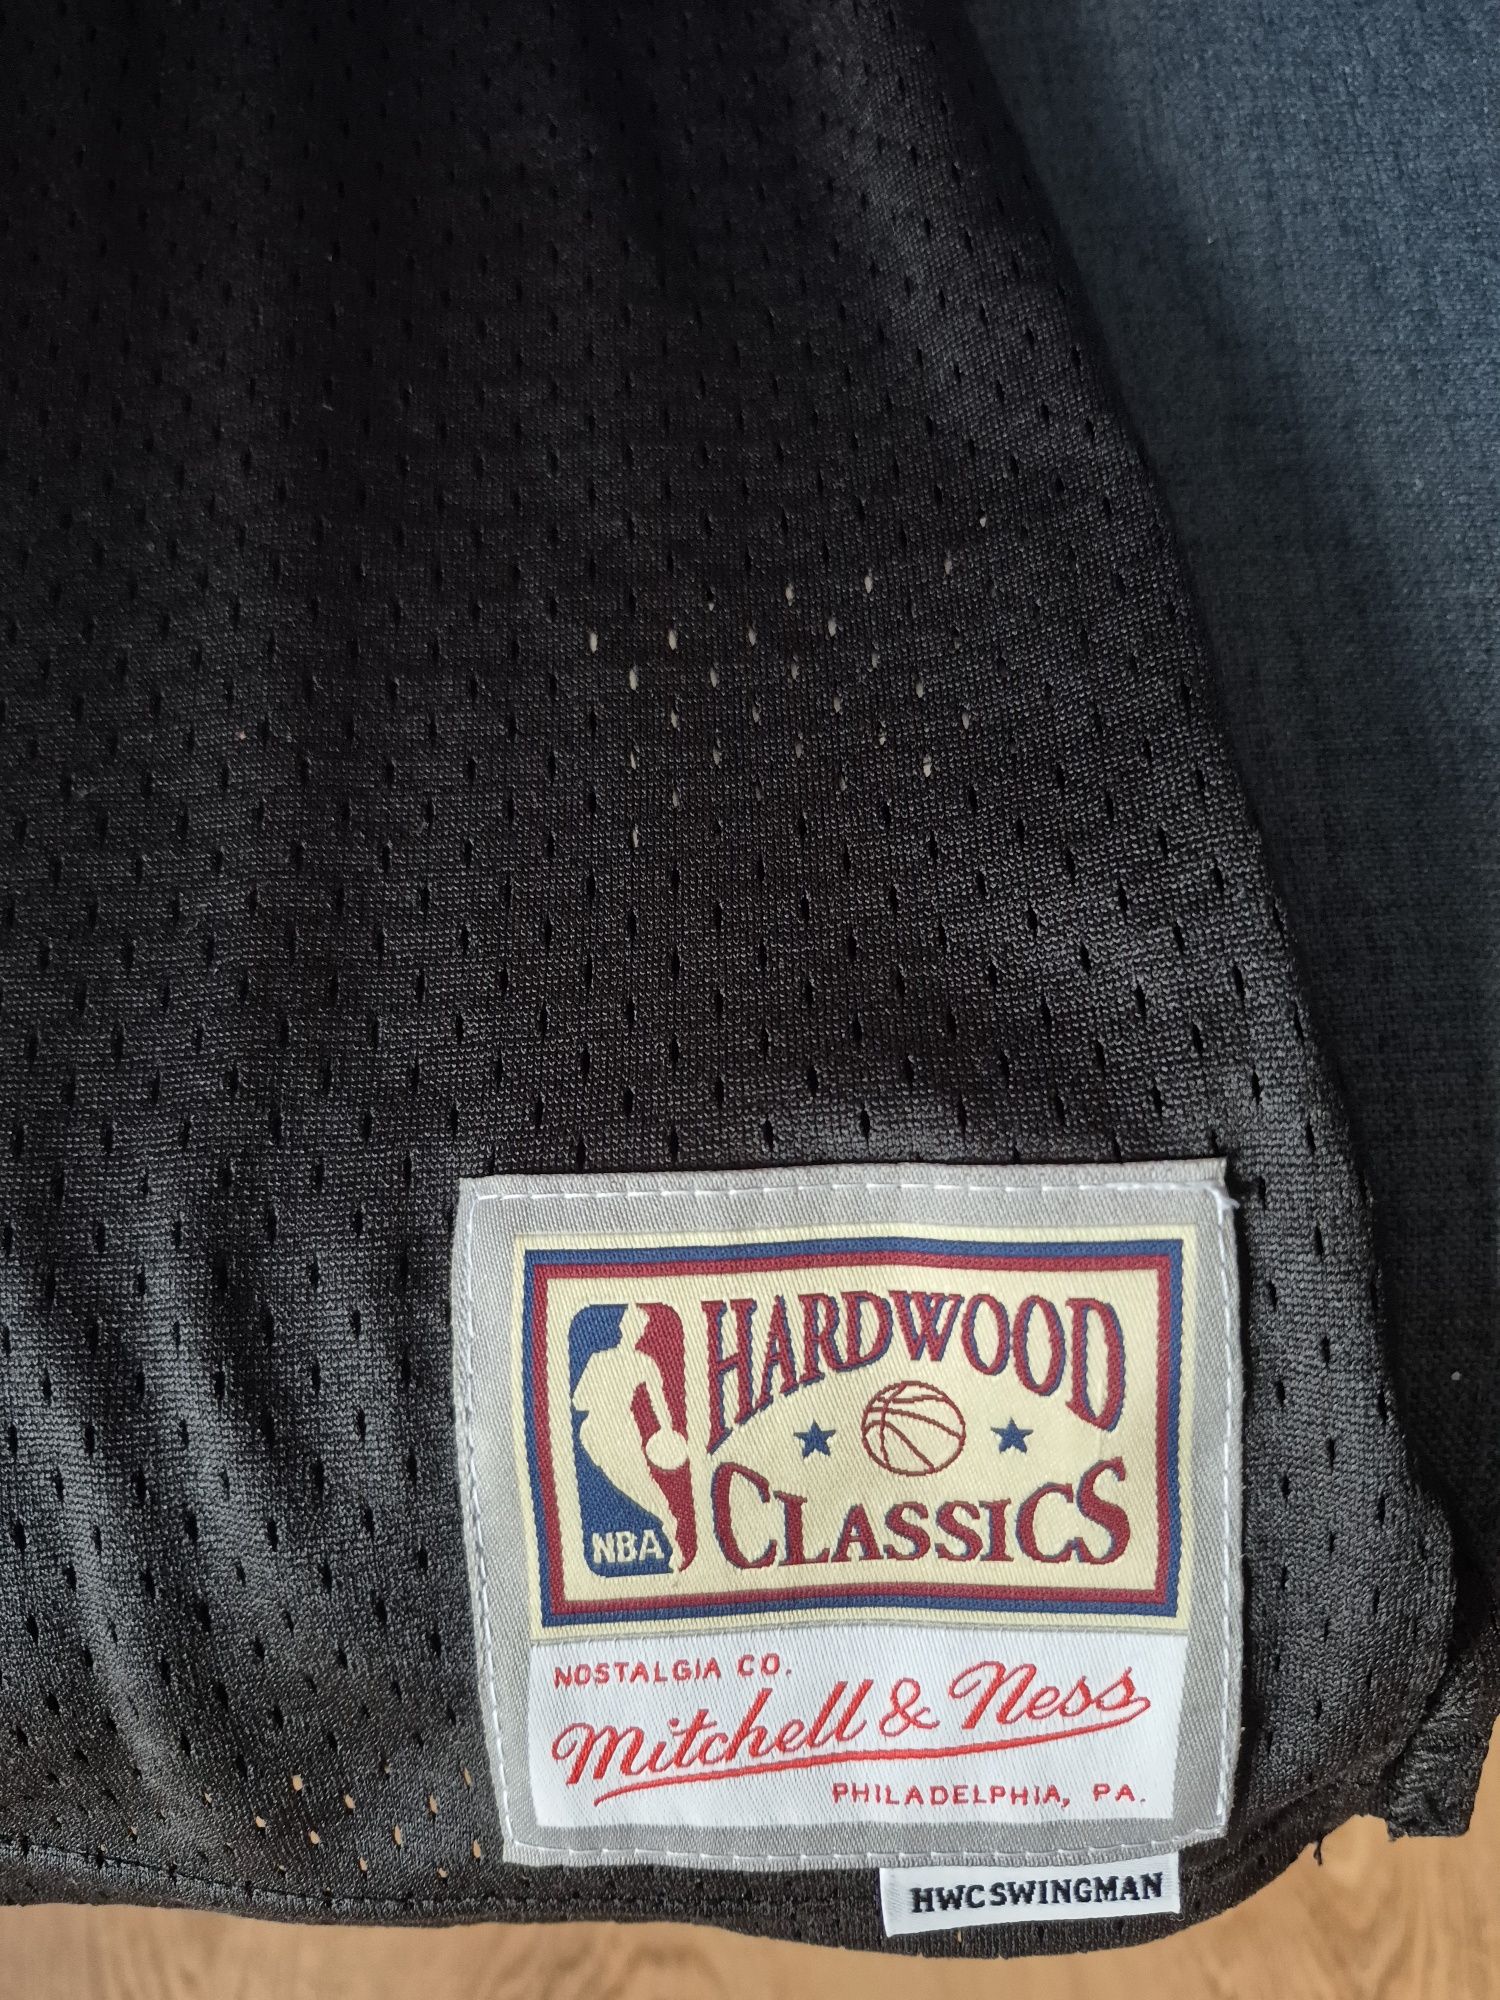 HARDWOOD
CLASSICS
NBA
NOSTALGIA CO.
Mitchell & Ness
PHILADELPHIA, PA.
HWC SWINGMAN